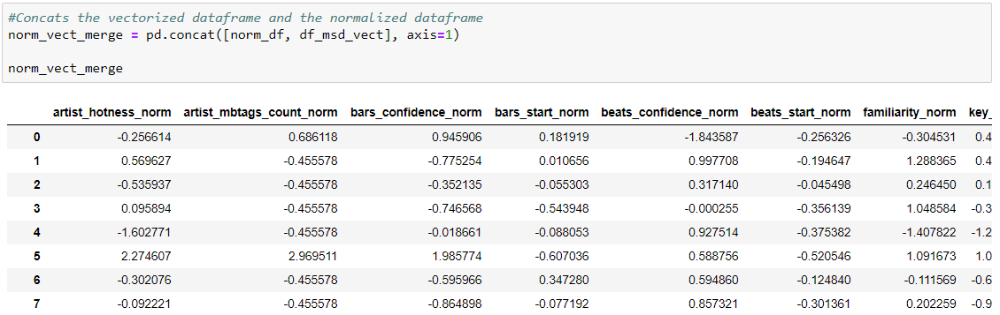 #Concats the vectorized dataframe and the normalized dataframe
norm_vect_merge = pd.concat([norm_df, df_msd_vect], axis=1)
norm_vect_merge
artist_hotness_norm artist_mbtags_count_norm bars_confidence_norm bars_start_norm beats_confidence_norm beats_start_norm familiarity_norm key_
0 -0.256614 0.686118 0.945906 0.181919 -1.843587 -0.256326 -0.304531 0.4
1 0.569627 -0.455578 -0.775254 0.010656 0.997708 -0.194647 1.288365 0.4
2 -0.535937 -0.455578 -0.352135 -0.055303 0.317140 -0.045498 0.246450 0.1
3 0.095894 -0.455578 -0.746568 -0.543948 -0.000255 -0.356139 1.048584 -0.3
4 -1.602771 -0.455578 -0.018661 -0.088053 0.927514 -0.375382 -1.407822 -1.2
5 2.274607 2.969511 1.985774 -0.607036 0.588756 -0.520546 1.091673 1.0
6 -0.302076 -0.455578 -0.595966 0.347280 0.594860 -0.124840 -0.111569 -0.6
7 -0.092221 -0.455578 -0.864898 -0.077192 0.857321 -0.301361 0.202259 -0.9